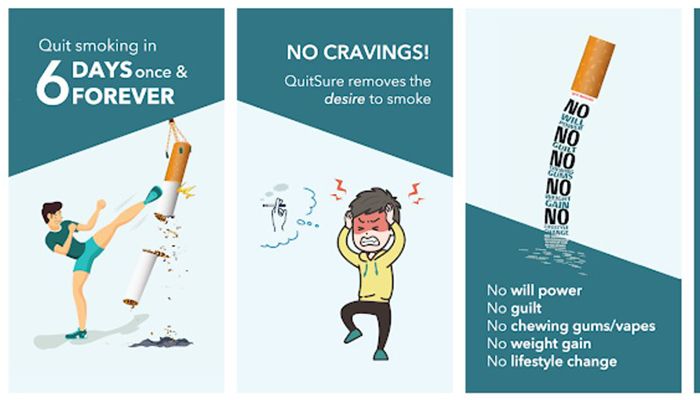 Quit smoking in
6 DAYS once &
FOREVER
NO CRAVINGS!
QuitSure removes the
desire to smoke
NO
WILL
POWER
NO
GUILT
NO
CHEWING
GUMS
NO
WEIGHT
GAIN
NO
LIFESTYLE
CHANGE
No will power
No guilt
No chewing gums/vapes
No weight gain
No lifestyle change